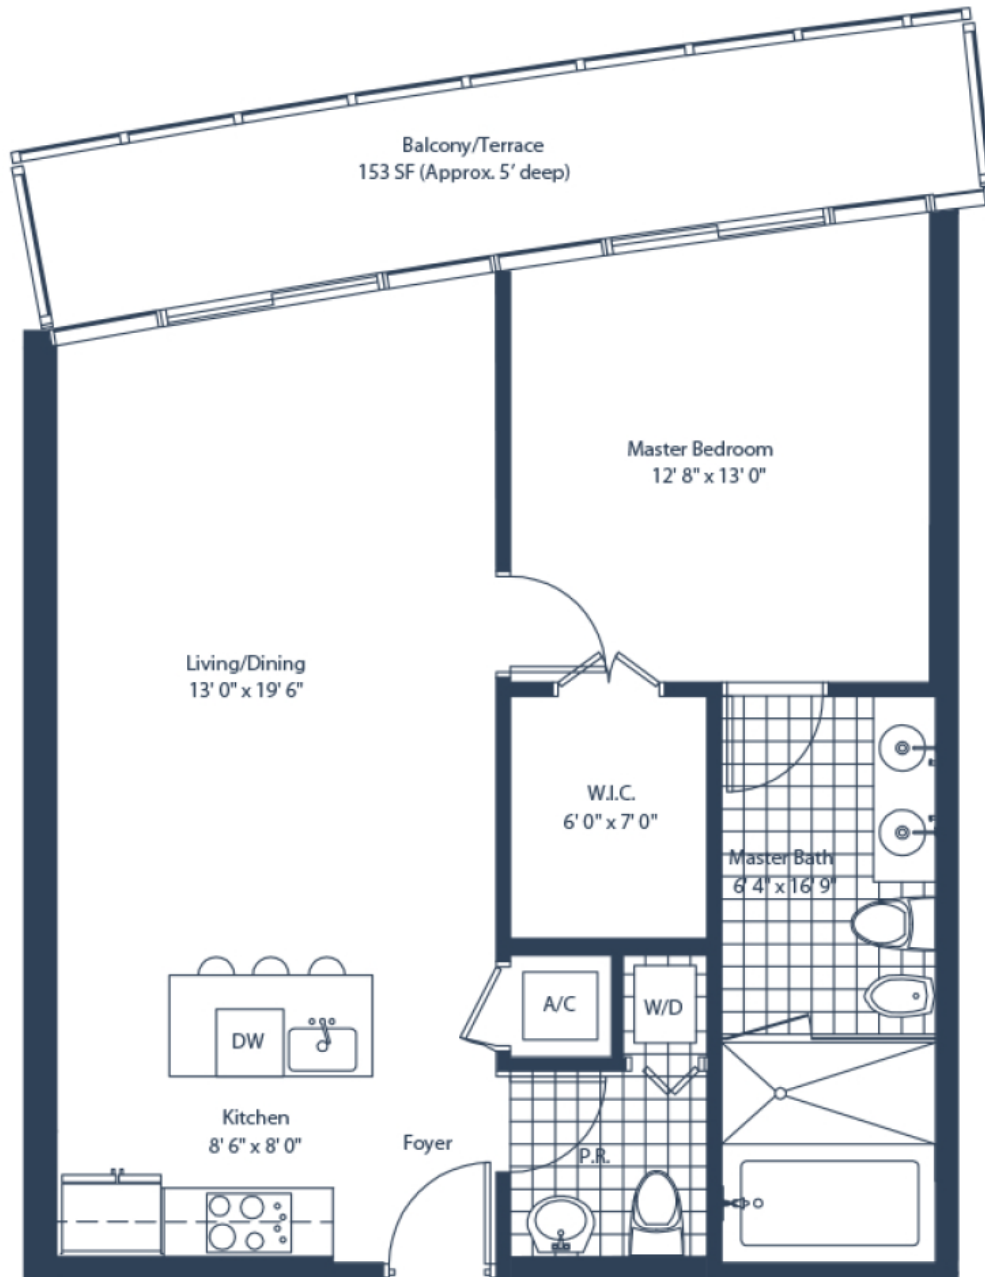 Balcony/Terrace
153 SF (Approx. 5' deep)
Master Bedroom
12' 8" x 13' 0"
Living/Dining
13' 0" x 19' 6"
W.I.C.
6' 0" x 7' 0"
Master Bath
6' 4" x 16' 9"
A/C
W/D
DW
Kitchen
8' 6" x 8' 0"
Foyer
P.R.